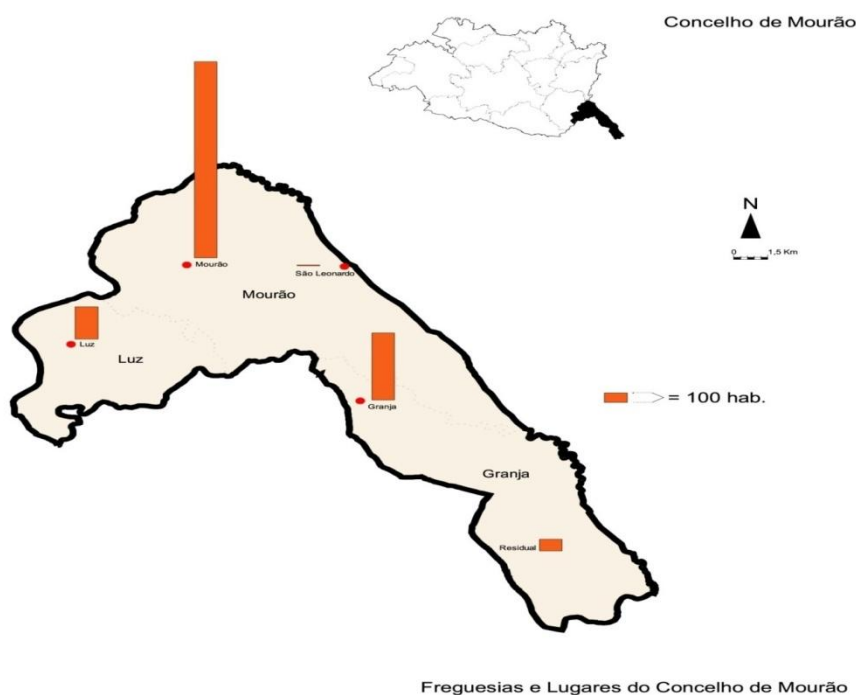 Concelho de Mourão
N
0 1,5 Km
Mourão
São Leonardo
Mourão
Luz
Luz
Granja
= 100 hab.
Granja
Residual
Freguesias e Lugares do Concelho de Mourão